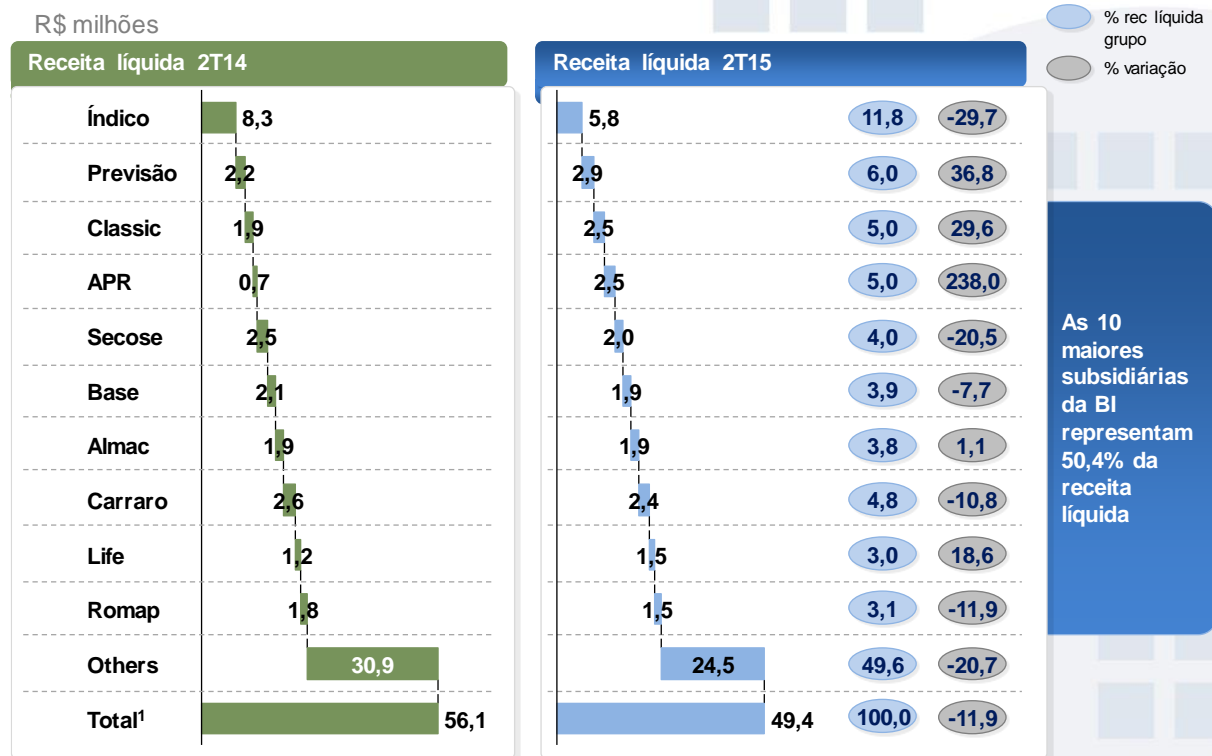 R$ milhões
% rec líquida
grupo
% variação
Receita líquida 2T14
Receita líquida 2T15
Índico 8,3 5,8 11,8 -29,7
Previsão 2,2 2,9 6,0 36,8
Classic 1,9 2,5 5,0 29,6
APR 0,7 2,5 5,0 238,0
Secose 2,5 2,0 4,0 -20,5
Base 2,1 1,9 3,9 -7,7
Almac 1,9 1,9 3,8 1,1
Carraro 2,6 2,4 4,8 -10,8
Life 1,2 1,5 3,0 18,6
Romap 1,8 1,5 3,1 -11,9
Others 30,9 24,5 49,6 -20,7
Total¹ 56,1 49,4 100,0 -11,9
As 10
maiores
subsidiárias
da BI
representam
50,4% da
receita
líquida